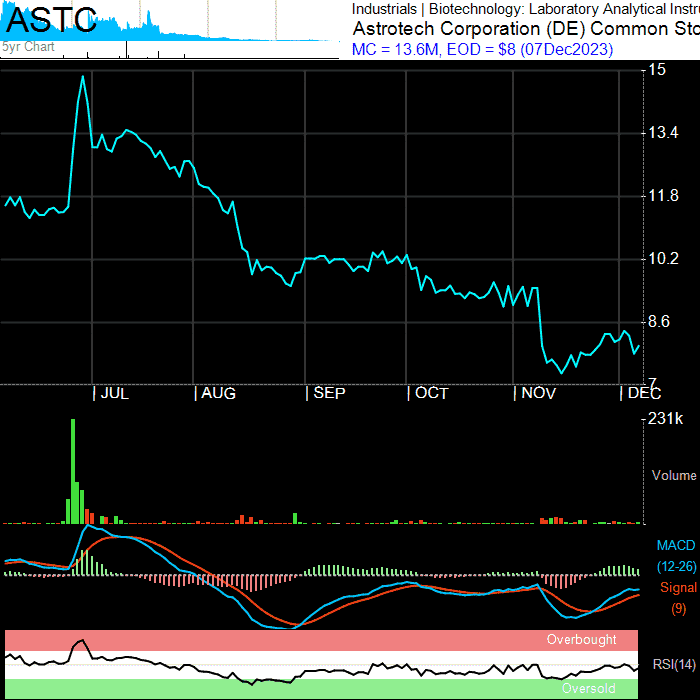 ASTC
5yr Chart
Industrials | Biotechnology: Laboratory Analytical Instru
Astrotech Corporation (DE) Common Sto
MC = 13.6M, EOD = $8 (07Dec2023)
15
13.4
11.8
10.2
8.6
7
JUL
AUG
SEP
OCT
NOV
DEC
231k
Volume
MACD
(12-26)
Signal
(9)
Overbought
RSI(14)
Oversold